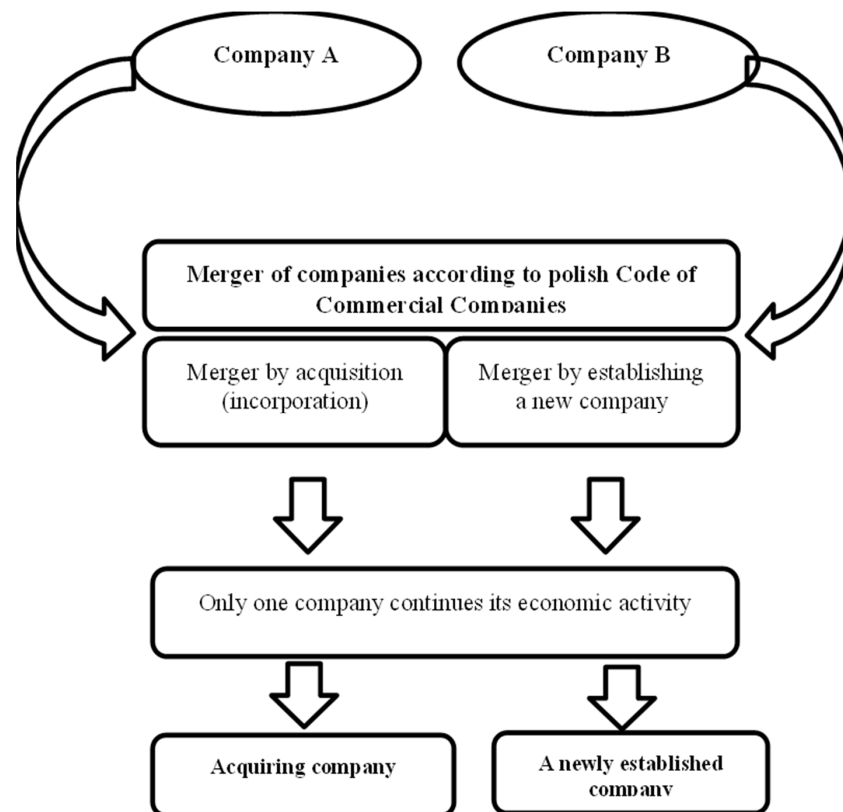 Company A
Company B
Merger of companies according to polish Code of
Commercial Companies
Merger by acquisition
(incorporation)
Merger by establishing
a new company
Only one company continues its economic activity
Acquiring company
A newly established
company